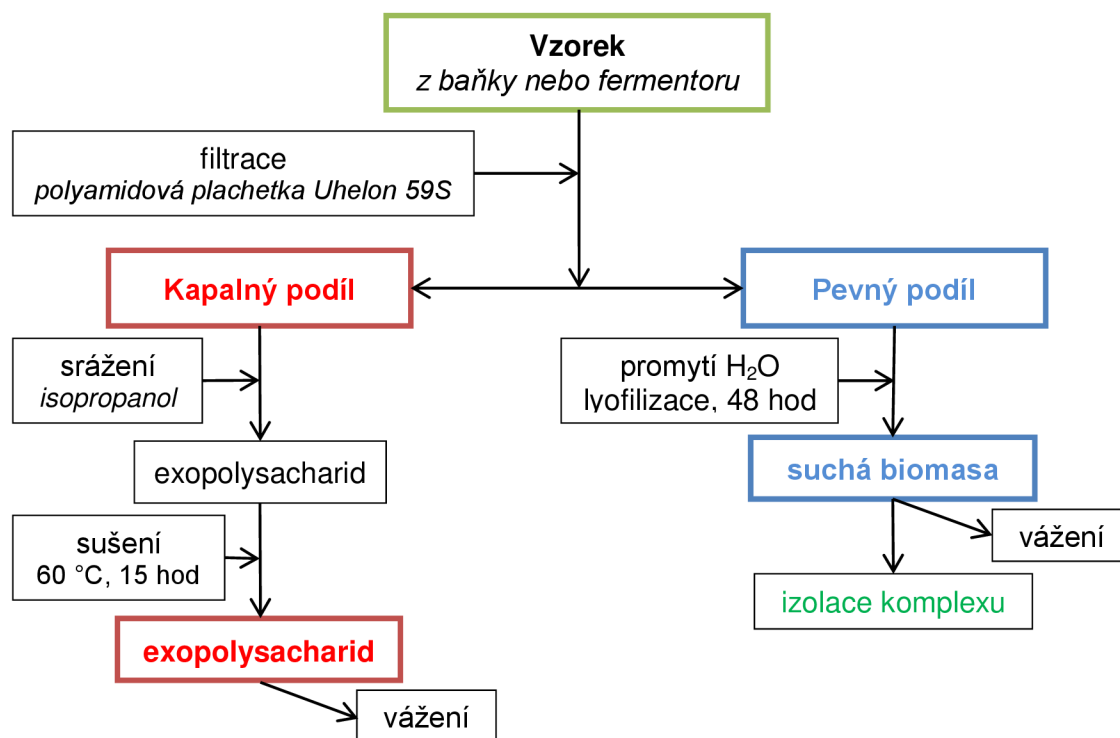 Vzorek
z baňky nebo fermentoru
filtrace
polyamidová plachetka Uhelon 59S
Kapalný podíl
Pevný podíl
srážení
isopropanol
promytí H₂O
lyofilizace, 48 hod
exopolysacharid
suchá biomasa
sušení
60 °C, 15 hod
vážení
izolace komplexu
exopolysacharid
vážení